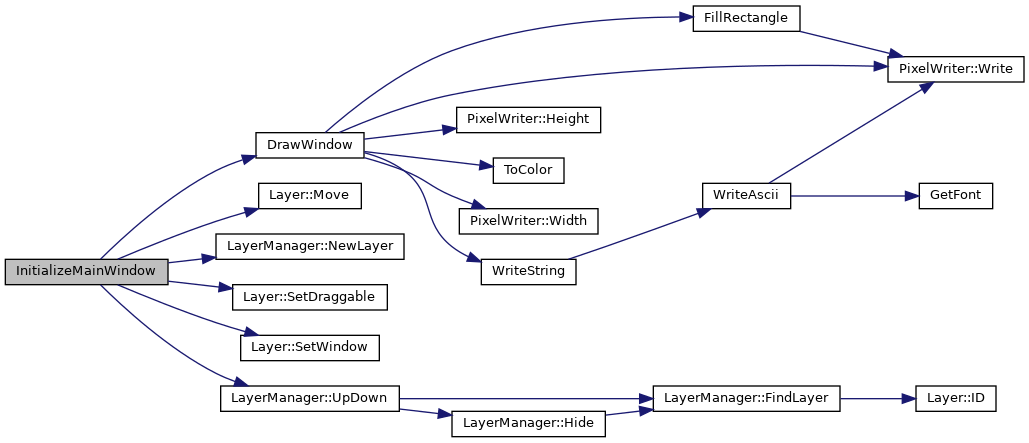 FillRectangle
PixelWriter::Write
PixelWriter::Height
DrawWindow
ToColor
Layer::Move
WriteAscii
GetFont
PixelWriter::Width
LayerManager::NewLayer
InitializeMainWindow
WriteString
Layer::SetDraggable
Layer::SetWindow
LayerManager::UpDown
LayerManager::FindLayer
Layer::ID
LayerManager::Hide